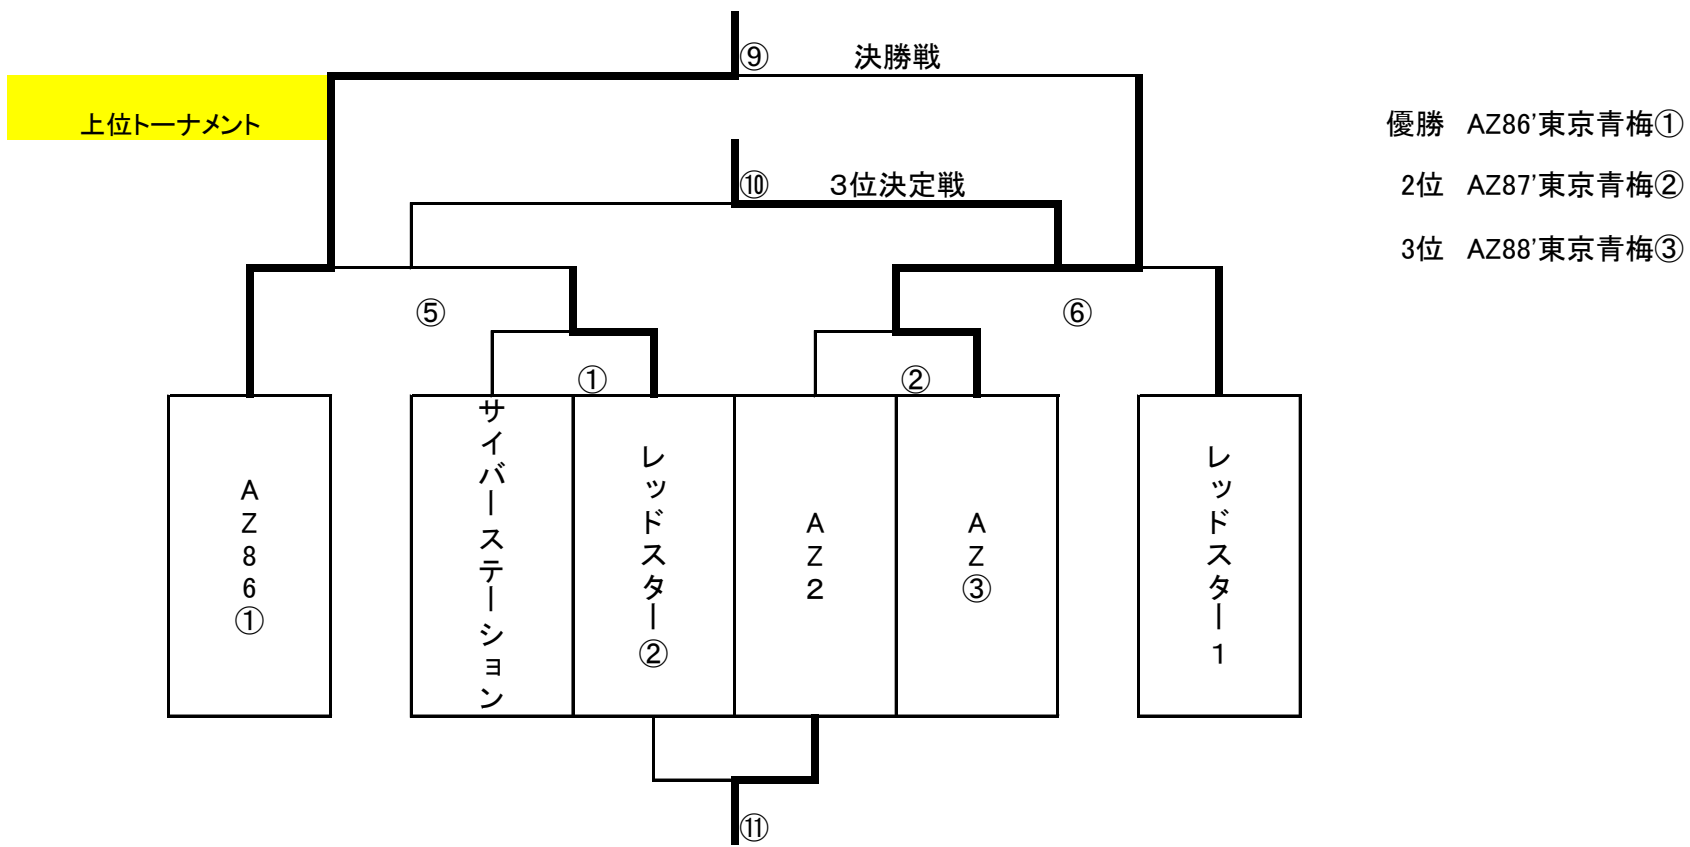 ⑨ 決勝戦
上位トーナメント
優勝 AZ86'東京青梅①
⑩ 3位決定戦
2位 AZ87'東京青梅②
3位 AZ88'東京青梅③
⑤
⑥
①
②
AZ86①
サイバーステーション
レッドスター②
AZ2
AZ③
レッドスター1
⑪